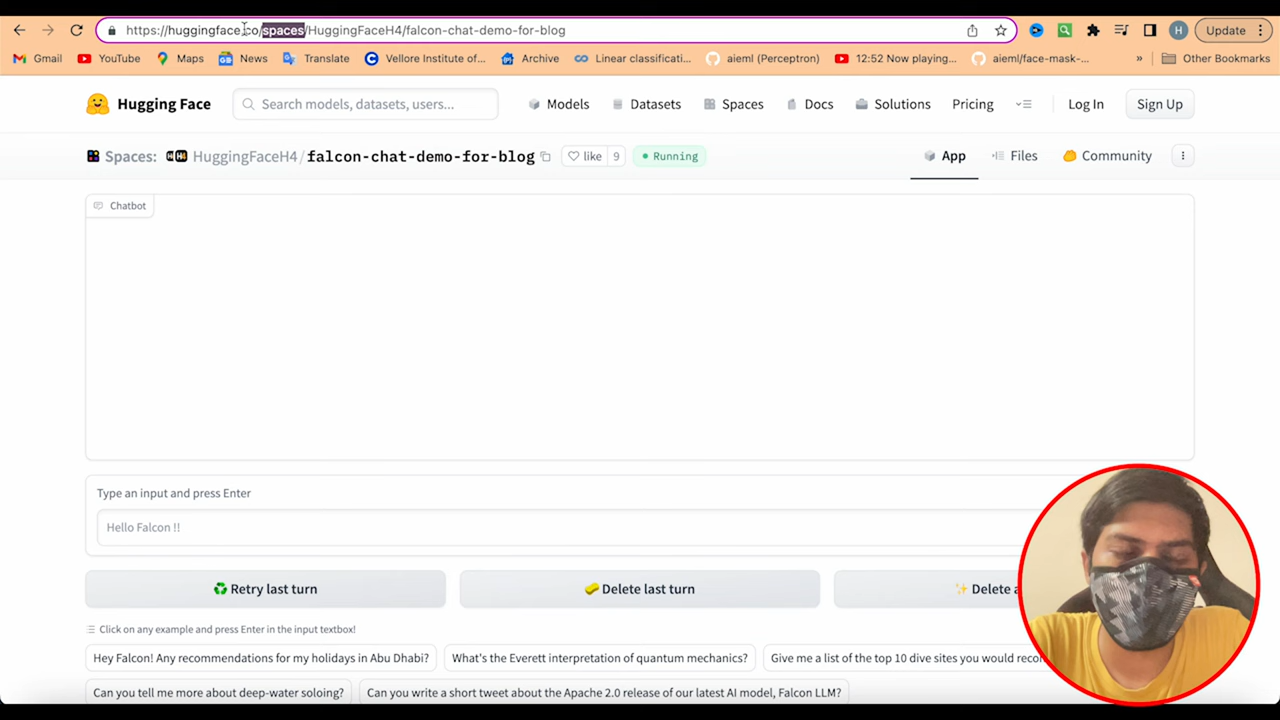 https://huggingface.co/spaces/HuggingFaceH4/falcon-chat-demo-for-blog
H
Update
Gmail YouTube Maps News Translate Vellore Institute of... Archive Linear classificati... aieml (Perceptron) 12:52 Now playing... aieml/face-mask-... » Other Bookmarks
Hugging Face Search models, datasets, users... Models Datasets Spaces Docs Solutions Pricing Log In Sign Up
Spaces: H4 HuggingFaceH4/falcon-chat-demo-for-blog like 9 Running App Files Community
Chatbot
Type an input and press Enter
Hello Falcon !!
Retry last turn Delete last turn Delete
Click on any example and press Enter in the input textbox!
Hey Falcon! Any recommendations for my holidays in Abu Dhabi? What's the Everett interpretation of quantum mechanics? Give me a list of the top 10 dive sites you would
Can you tell me more about deep-water soloing? Can you write a short tweet about the Apache 2.0 release of our latest AI model, Falcon LLM?